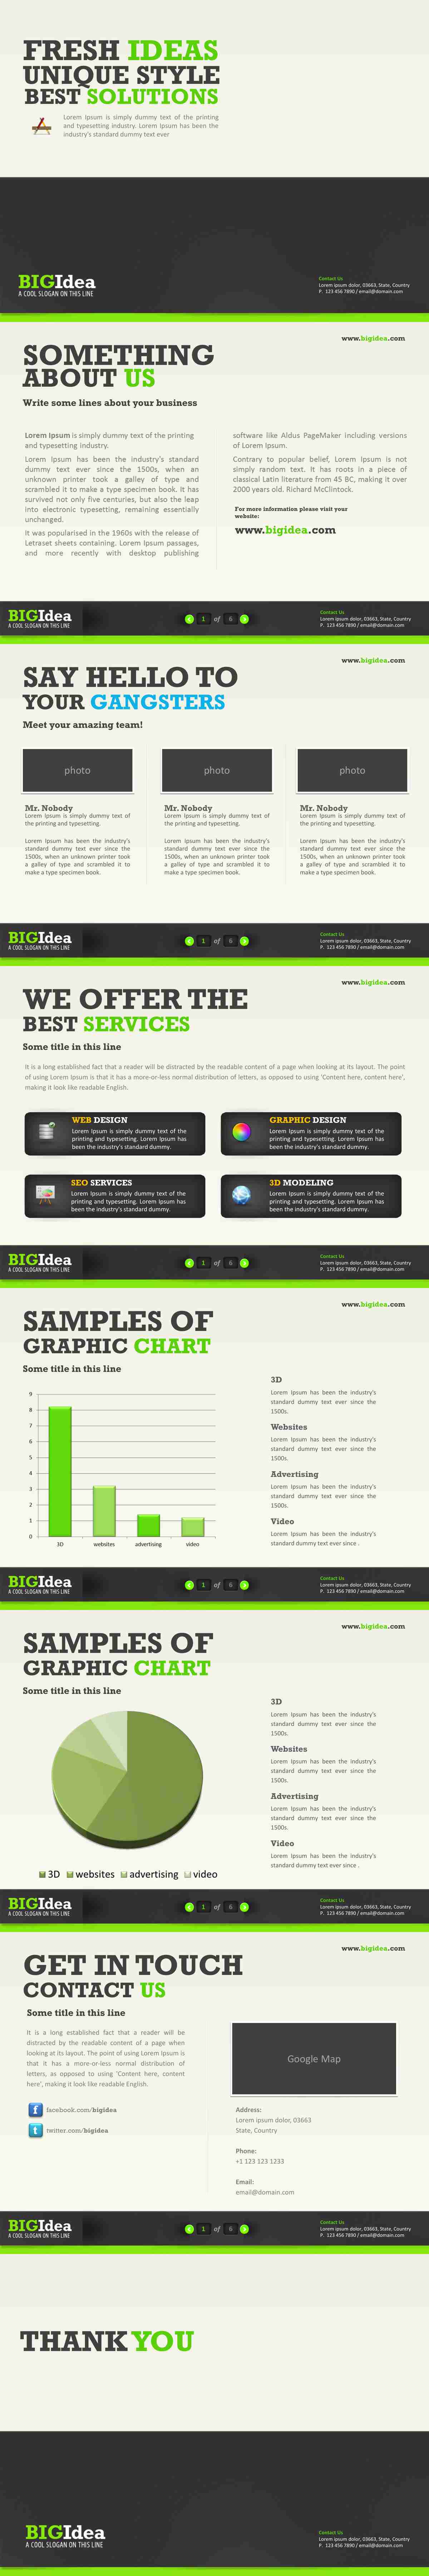 FRESH IDEAS
UNIQUE STYLE
BEST SOLUTIONS
Lorem Ipsum is simply dummy text of the printing
and typesetting industry. Lorem Ipsum has been the
industry's standard dummy text ever
BIGIdea
A COOL SLOGAN ON THIS LINE
Contact Us
Lorem ipsum dolor, 03663, State, Country
P. 123 456 7890 / email@domain.com
www.bigidea.com
SOMETHING
ABOUT US
Write some lines about your business
Lorem Ipsum is simply dummy text of the printing
and typesetting industry.
Lorem Ipsum has been the industry's standard
dummy text ever since the 1500s, when an
unknown printer took a galley of type and
scrambled it to make a type specimen book. It has
survived not only five centuries, but also the leap
into electronic typesetting, remaining essentially
unchanged.
It was popularised in the 1960s with the release of
Letraset sheets containing. Lorem Ipsum passages,
and more recently with desktop publishing
software like Aldus PageMaker including versions
of Lorem Ipsum.
Contrary to popular belief, Lorem Ipsum is not
simply random text. It has roots in a piece of
classical Latin literature from 45 BC, making it over
2000 years old. Richard McClintock.
For more information please visit your
website:
www.bigidea.com
BIGIdea
A COOL SLOGAN ON THIS LINE
1 of 6
Contact Us
Lorem ipsum dolor, 03663, State, Country
P. 123 456 7890 / email@domain.com
www.bigidea.com
SAY HELLO TO
YOUR GANGSTERS
Meet your amazing team!
photo
photo
photo
Mr. Nobody
Lorem Ipsum is simply dummy text of
the printing and typesetting.
Lorem Ipsum has been the industry's
standard dummy text ever since the
1500s, when an unknown printer took
a galley of type and scrambled it to
make a type specimen book.
Mr. Nobody
Lorem Ipsum is simply dummy text of
the printing and typesetting.
Lorem Ipsum has been the industry's
standard dummy text ever since the
1500s, when an unknown printer took
a galley of type and scrambled it to
make a type specimen book.
Mr. Nobody
Lorem Ipsum is simply dummy text of
the printing and typesetting.
Lorem Ipsum has been the industry's
standard dummy text ever since the
1500s, when an unknown printer took
a galley of type and scrambled it to
make a type specimen book.
BIGIdea
A COOL SLOGAN ON THIS LINE
1 of 6
Contact Us
Lorem ipsum dolor, 03663, State, Country
P. 123 456 7890 / email@domain.com
www.bigidea.com
WE OFFER THE
BEST SERVICES
Some title in this line
It is a long established fact that a reader will be distracted by the readable content of a page when looking at its layout. The point
of using Lorem Ipsum is that it has a more-or-less normal distribution of letters, as opposed to using 'Content here, content here',
making it look like readable English.
WEB DESIGN
Lorem Ipsum is simply dummy text of the
printing and typesetting. Lorem Ipsum has
been the industry's standard dummy.
GRAPHIC DESIGN
Lorem Ipsum is simply dummy text of the
printing and typesetting. Lorem Ipsum has
been the industry's standard dummy.
SEO SERVICES
Lorem Ipsum is simply dummy text of the
printing and typesetting. Lorem Ipsum has
been the industry's standard dummy.
3D MODELING
Lorem Ipsum is simply dummy text of the
printing and typesetting. Lorem Ipsum has
been the industry's standard dummy.
BIGIdea
A COOL SLOGAN ON THIS LINE
1 of 6
Contact Us
Lorem ipsum dolor, 03663, State, Country
P. 123 456 7890 / email@domain.com
www.bigidea.com
SAMPLES OF
GRAPHIC CHART
Some title in this line
9
8
7
6
5
4
3
2
1
0
3D websites advertising video
3D
Lorem Ipsum has been the industry's
standard dummy text ever since the
1500s.
Websites
Lorem Ipsum has been the industry's
standard dummy text ever since the
1500s.
Advertising
Lorem Ipsum has been the industry's
standard dummy text ever since the
1500s.
Video
Lorem Ipsum has been the industry's
standard dummy text ever since .
BIGIdea
A COOL SLOGAN ON THIS LINE
1 of 6
Contact Us
Lorem ipsum dolor, 03663, State, Country
P. 123 456 7890 / email@domain.com
www.bigidea.com
SAMPLES OF
GRAPHIC CHART
Some title in this line
3D websites advertising video
3D
Lorem Ipsum has been the industry's
standard dummy text ever since the
1500s.
Websites
Lorem Ipsum has been the industry's
standard dummy text ever since the
1500s.
Advertising
Lorem Ipsum has been the industry's
standard dummy text ever since the
1500s.
Video
Lorem Ipsum has been the industry's
standard dummy text ever since .
BIGIdea
A COOL SLOGAN ON THIS LINE
1 of 6
Contact Us
Lorem ipsum dolor, 03663, State, Country
P. 123 456 7890 / email@domain.com
www.bigidea.com
GET IN TOUCH
CONTACT US
Some title in this line
It is a long established fact that a reader will be
distracted by the readable content of a page when
looking at its layout. The point of using Lorem Ipsum is
that it has a more-or-less normal distribution of
letters, as opposed to using 'Content here, content
here', making it look like readable English.
f facebook.com/bigidea
t twitter.com/bigidea
Google Map
Address:
Lorem ipsum dolor, 03663
State, Country
Phone:
+1 123 123 1233
Email:
email@domain.com
BIGIdea
A COOL SLOGAN ON THIS LINE
1 of 6
Contact Us
Lorem ipsum dolor, 03663, State, Country
P. 123 456 7890 / email@domain.com
THANK YOU
BIGIdea
A COOL SLOGAN ON THIS LINE
Contact Us
Lorem ipsum dolor, 03663, State, Country
P. 123 456 7890 / email@domain.com